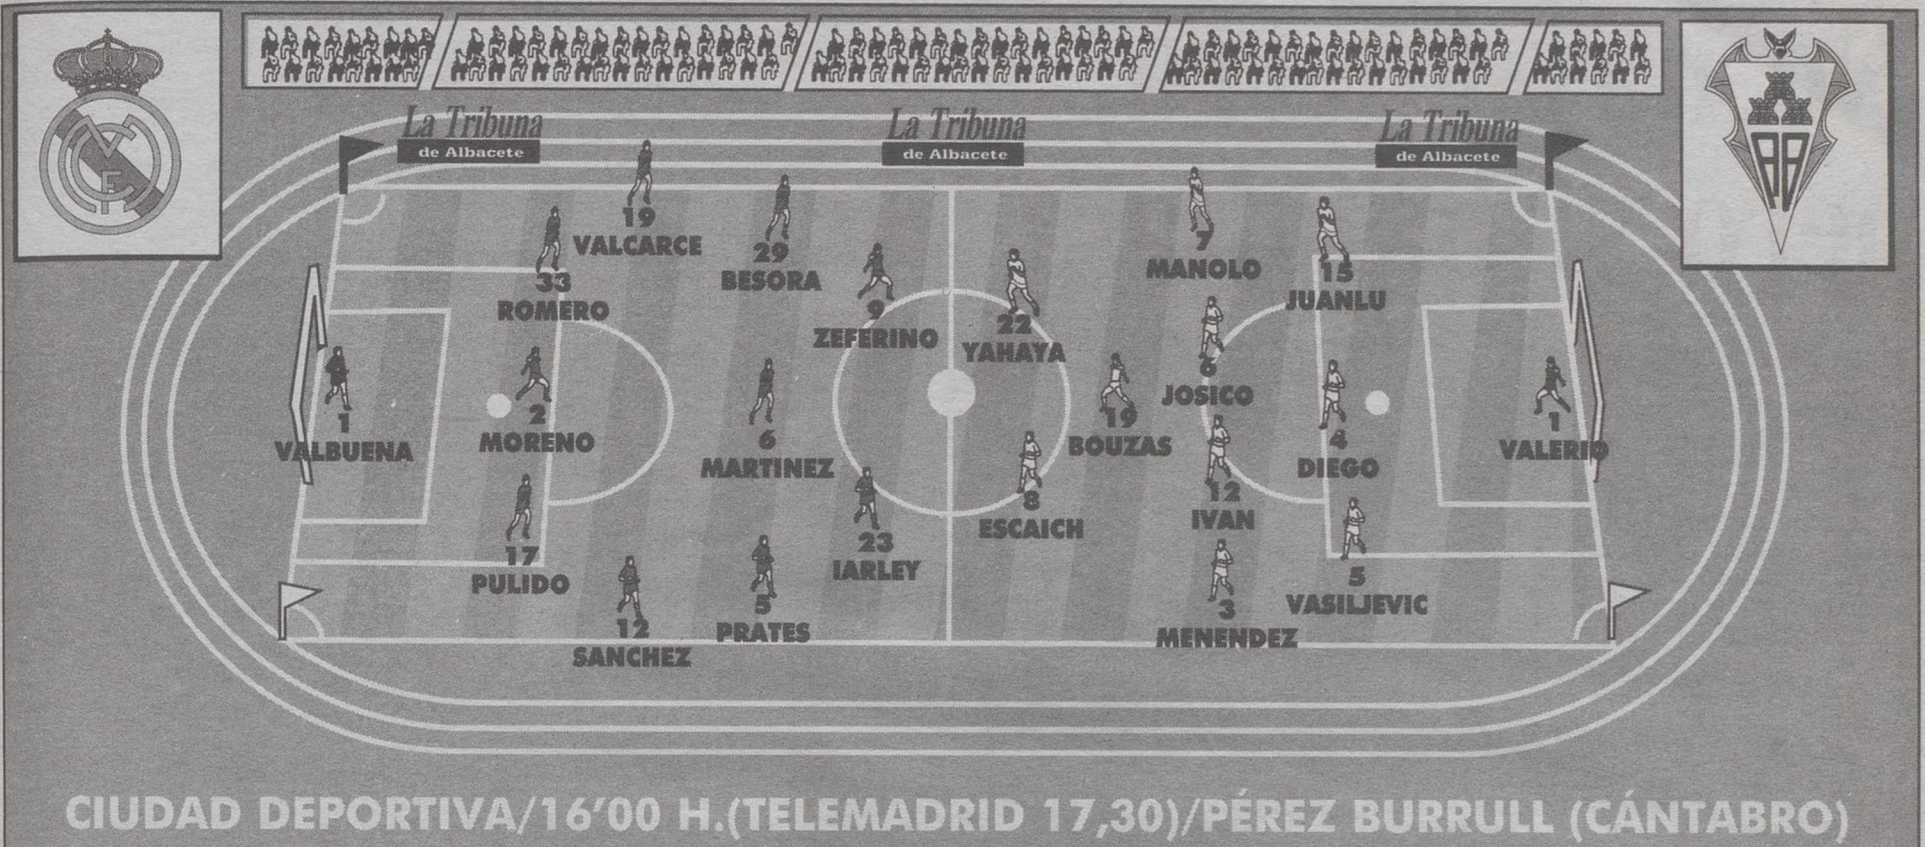 La Tribuna
de Albacete
La Tribuna
de Albacete
La Tribuna
de Albacete
19
VALCARCE
33
ROMERO
29
BESORA
9
ZEFERINO
1
VALBUENA
2
MORENO
6
MARTINEZ
17
PULIDO
23
IARLEY
12
SANCHEZ
5
PRATES
22
YAHAYA
7
MANOLO
15
JUANLU
6
JOSICO
19
BOUZAS
4
DIEGO
1
VALERIO
8
ESCAICH
12
IVAN
3
MENENDEZ
5
VASILJEVIC
CIUDAD DEPORTIVA/16'00 H.(TELEMADRID 17,30)/PÉREZ BURRULL (CÁNTABRO)